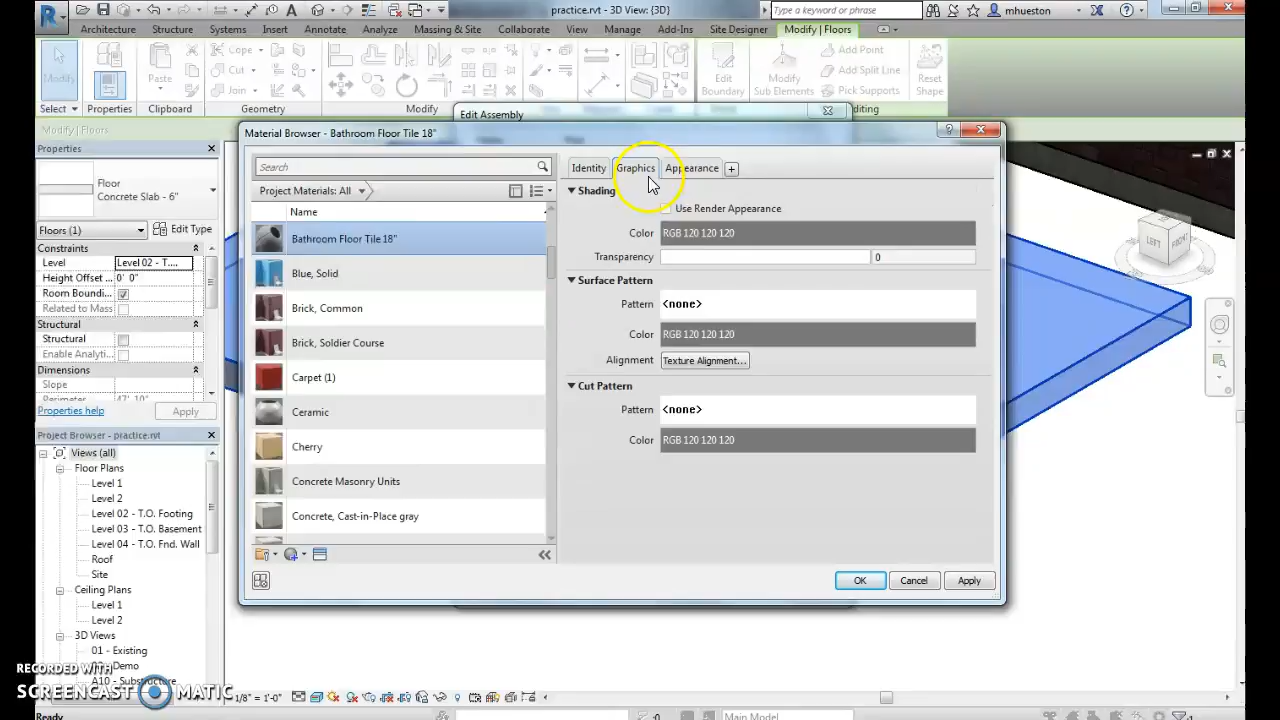 practice.rvt - 3D View: {3D}
Type a keyword or phrase
mhueston
Architecture Structure Systems Insert Annotate Analyze Massing & Site Collaborate View Manage Add-Ins Site Designer Modify | Floors
Modify
Properties
Paste
Cope
Cut
Join
Edit Boundary
Modify Sub Elements
Add Point
Add Split Line
Pick Supports
Reset Shape
Select Properties Clipboard Geometry Modify
Modify | Floors
Edit Assembly
Properties
Floor
Concrete Slab - 6"
Floors (1)
Edit Type
Constraints
Level
Level 02 - T....
Height Offset ...
0' 0"
Room Boundi...
Related to Mass
Structural
Structural
Enable Analyti...
Dimensions
Slope
Properties help
Apply
Project Browser - practice.rvt
Views (all)
Floor Plans
Level 1
Level 2
Level 02 - T.O. Footing
Level 03 - T.O. Basement
Level 04 - T.O. Fnd. Wall
Roof
Site
Ceiling Plans
Level 1
Level 2
3D Views
01 - Existing
Material Browser - Bathroom Floor Tile 18"
Search
Project Materials: All
Name
Bathroom Floor Tile 18"
Blue, Solid
Brick, Common
Brick, Soldier Course
Carpet (1)
Ceramic
Cherry
Concrete Masonry Units
Concrete, Cast-in-Place gray
Identity Graphics Appearance
Shading
Use Render Appearance
Color RGB 120 120 120
Transparency 0
Surface Pattern
Pattern <none>
Color RGB 120 120 120
Alignment Texture Alignment...
Cut Pattern
Pattern <none>
Color RGB 120 120 120
OK Cancel Apply
LEFT FRONT
RECORDED WITH
SCREENCAST MATIC
1/8" = 1'-0"
Ready
Main Model